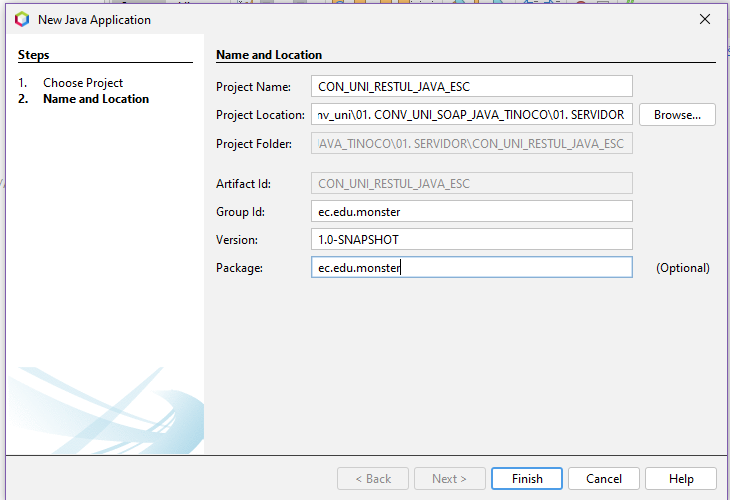 New Java Application
Steps
1. Choose Project
2. Name and Location
Name and Location
Project Name: CON_UNI_RESTUL_JAVA_ESC
Project Location: nv_uni\01. CONV_UNI_SOAP_JAVA_TINOCO\01. SERVIDOR Browse...
Project Folder: AVA_TINOCO\01. SERVIDOR\CON_UNI_RESTUL_JAVA_ESC
Artifact Id: CON_UNI_RESTUL_JAVA_ESC
Group Id: ec.edu.monster
Version: 1.0-SNAPSHOT
Package: ec.edu.monster (Optional)
< Back Next > Finish Cancel Help